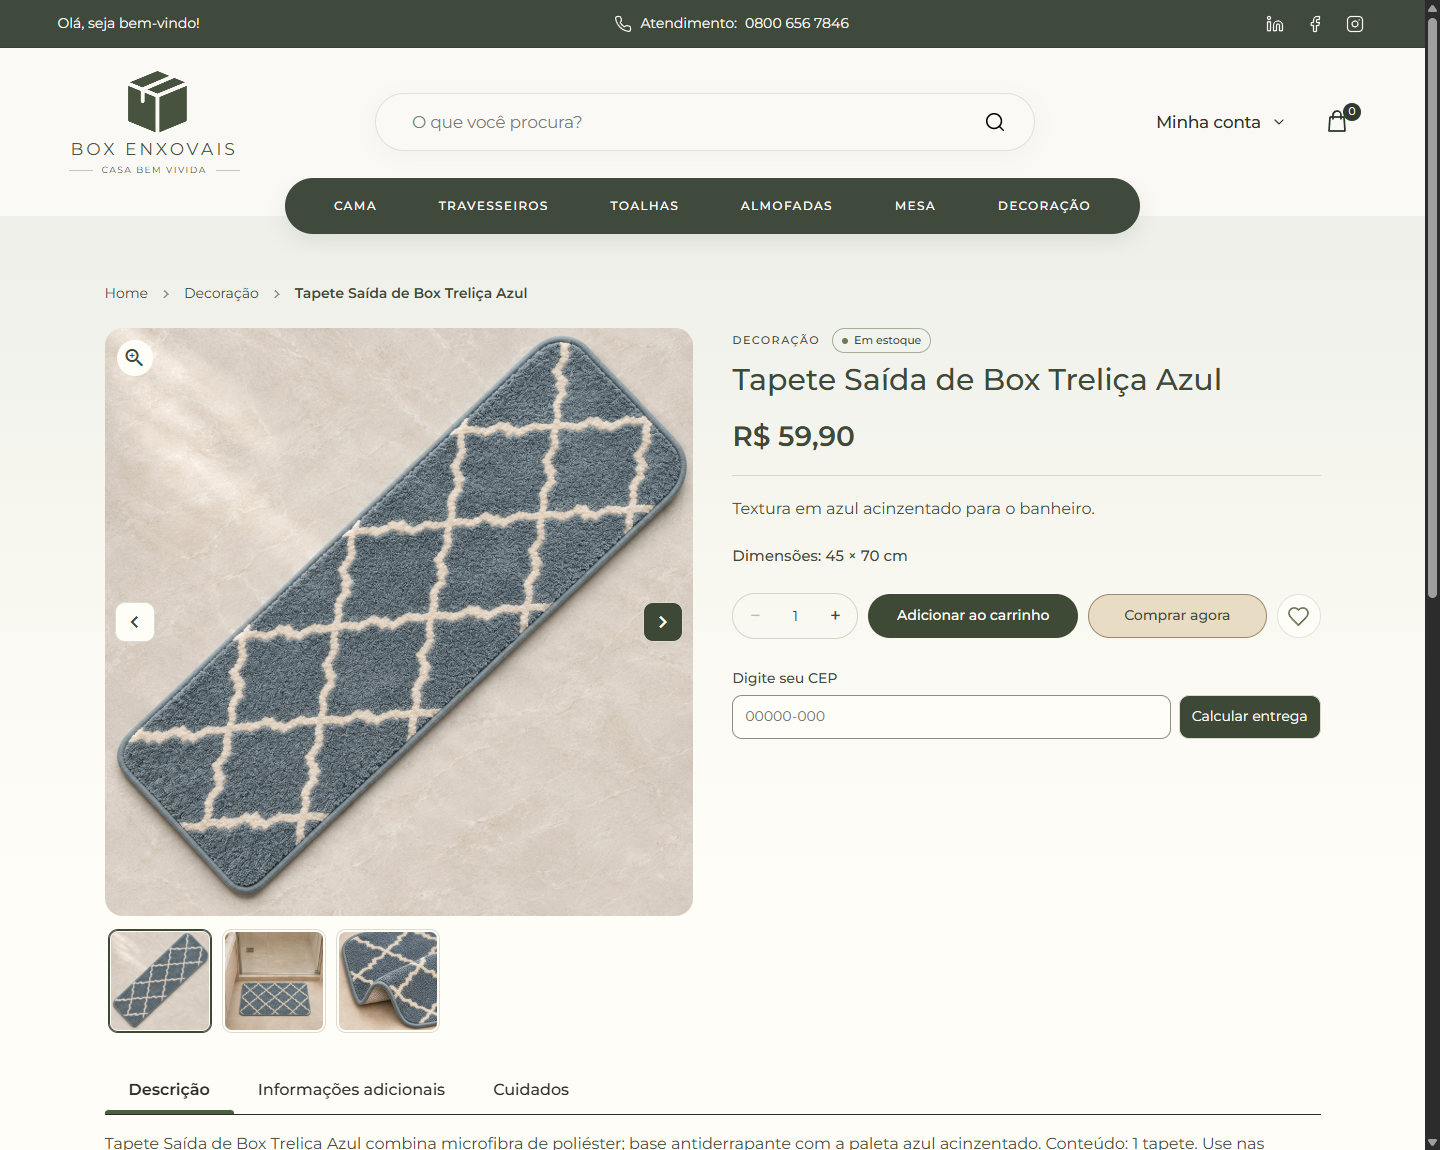 Olá, seja bem-vindo!
Atendimento: 0800 656 7846
BOX ENXOVAIS
CASA BEM VIVIDA
O que você procura?
Minha conta
0
CAMA
TRAVESSEIROS
TOALHAS
ALMOFADAS
MESA
DECORAÇÃO
Home
Decoração
Tapete Saída de Box Treliça Azul
DECORAÇÃO
Em estoque
Tapete Saída de Box Treliça Azul
R$ 59,90
Textura em azul acinzentado para o banheiro.
Dimensões: 45 × 70 cm
− 1 +
Adicionar ao carrinho
Comprar agora
Digite seu CEP
00000-000
Calcular entrega
Descrição
Informações adicionais
Cuidados
Tapete Saída de Box Treliça Azul combina microfibra de poliéster; base antiderrapante com a paleta azul acinzentado. Conteúdo: 1 tapete. Use nas